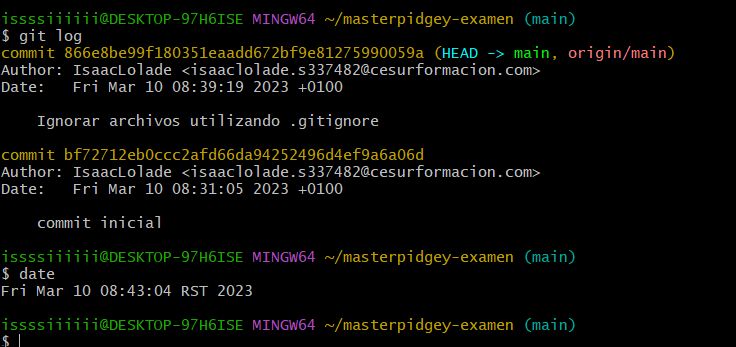 issssiiiiii@DESKTOP-97H6ISE MINGW64 ~/masterpidgey-examen (main)
$ git log
commit 866e8be99f180351eaadd672bf9e81275990059a (HEAD -> main, origin/main)
Author: IsaacLolade <isaaclolade.s337482@cesurformacion.com>
Date:   Fri Mar 10 08:39:19 2023 +0100

    Ignorar archivos utilizando .gitignore

commit bf72712eb0ccc2afd66da94252496d4ef9a6a06d
Author: IsaacLolade <isaaclolade.s337482@cesurformacion.com>
Date:   Fri Mar 10 08:31:05 2023 +0100

    commit inicial

issssiiiiii@DESKTOP-97H6ISE MINGW64 ~/masterpidgey-examen (main)
$ date
Fri Mar 10 08:43:04 RST 2023

issssiiiiii@DESKTOP-97H6ISE MINGW64 ~/masterpidgey-examen (main)
$